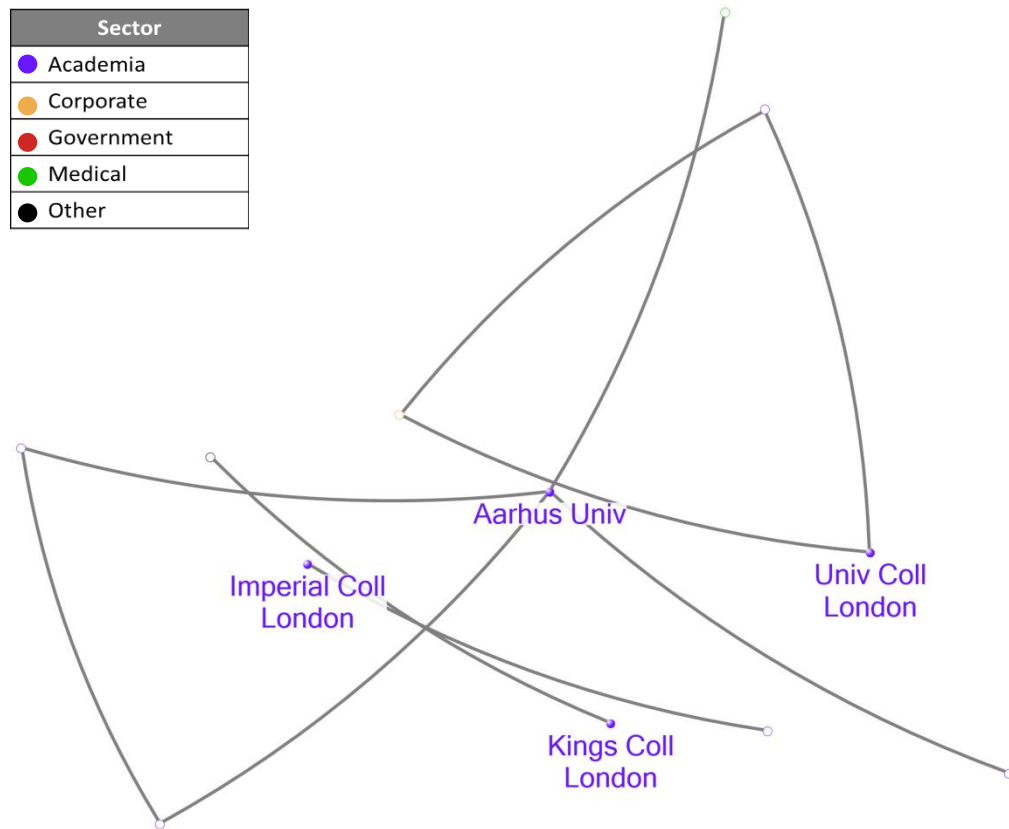 Sector
Academia
Corporate
Government
Medical
Other
Aarhus Univ
Imperial Coll
London
Univ Coll
London
Kings Coll
London